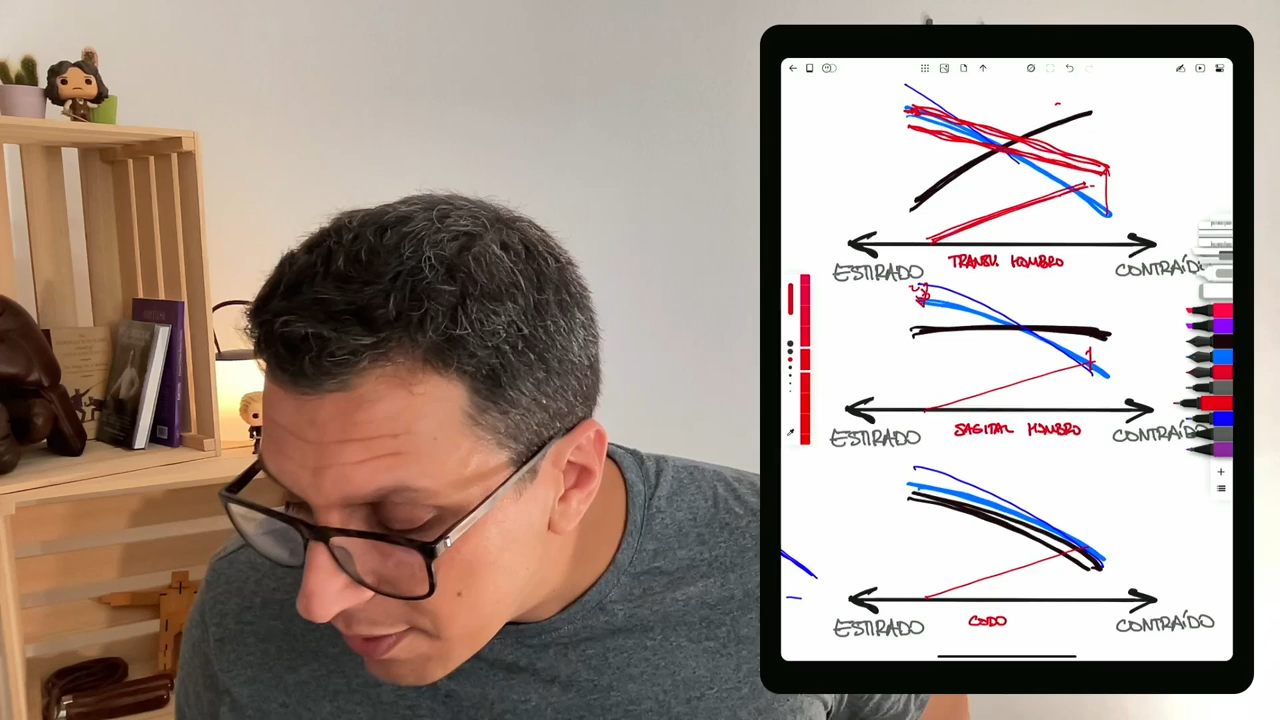 ESTIRADO
TRANSV. HOMBRO
CONTRAÍDO
ESTIRADO
SAGITAL HOMBRO
CONTRAÍDO
ESTIRADO
CODO
CONTRAÍDO